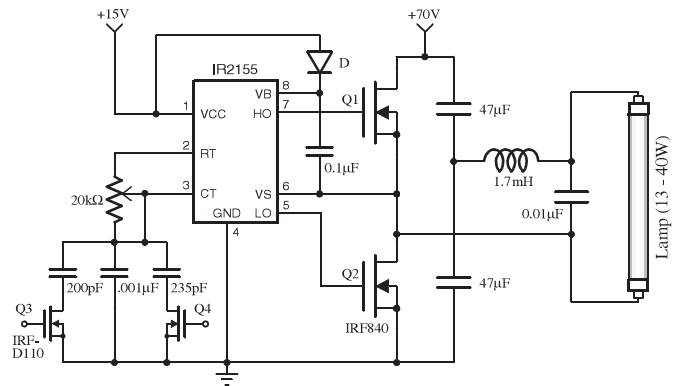 +15V
+70V
IR2155
D
8
VB
Q1
7
HO
1
VCC
47µF
2
RT
0.1µF
1.7mH
3
CT
VS
6
20kΩ
0.01µF
GND
LO
5
4
Lamp (13 - 40W)
Q2
200pF
.001µF
235pF
47µF
Q3
Q4
IRF-
D110
IRF840